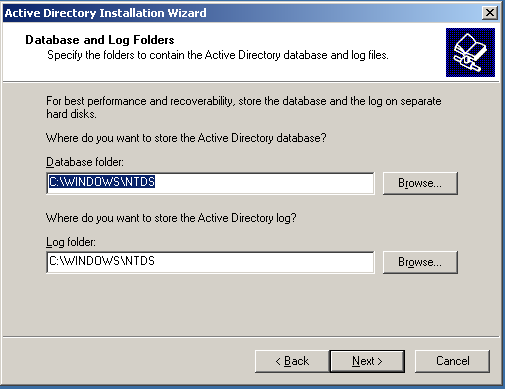 Active Directory Installation Wizard
Database and Log Folders
Specify the folders to contain the Active Directory database and log files.
For best performance and recoverability, store the database and the log on separate
hard disks.
Where do you want to store the Active Directory database?
Database folder:
C:\WINDOWS\NTDS
Browse...
Where do you want to store the Active Directory log?
Log folder:
C:\WINDOWS\NTDS
Browse...
< Back
Next >
Cancel